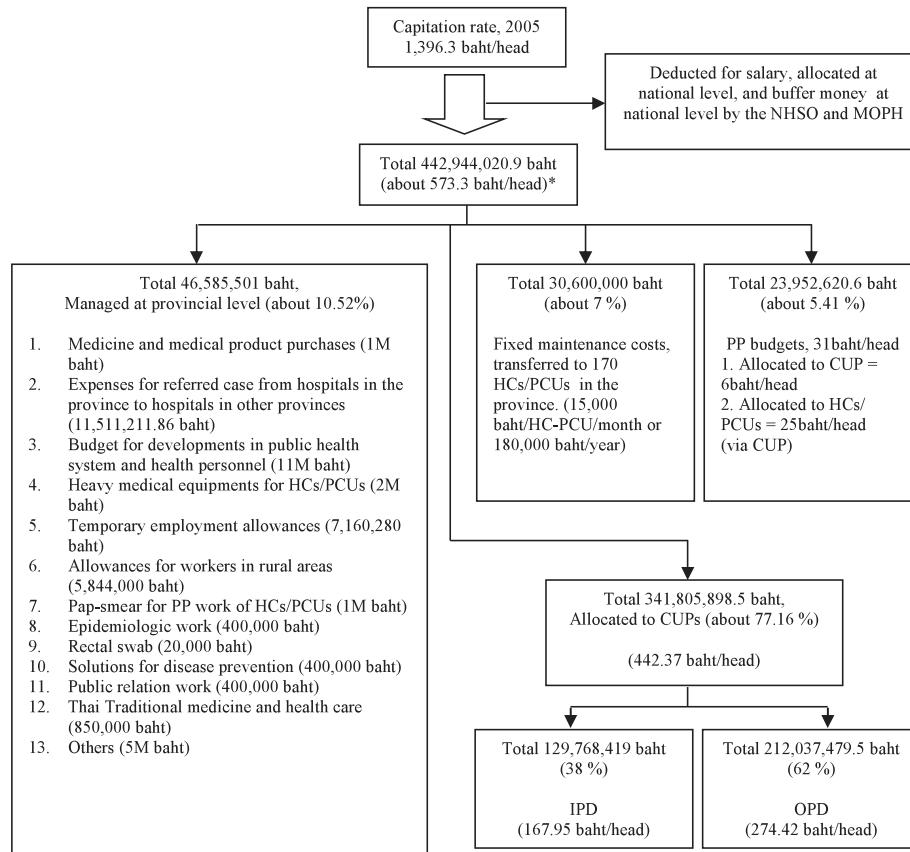 Capitation rate, 2005
1,396.3 baht/head
Deducted for salary, allocated at
national level, and buffer money at
national level by the NHSO and MOPH
Total 442,944,020.9 baht
(about 573.3 baht/head)*
Total 46,585,501 baht,
Managed at provincial level (about 10.52%)
1. Medicine and medical product purchases (1M
baht)
2. Expenses for referred case from hospitals in the
province to hospitals in other provinces
(11,511,211.86 baht)
3. Budget for developments in public health
system and health personnel (11M baht)
4. Heavy medical equipments for HCs/PCUs (2M
baht)
5. Temporary employment allowances (7,160,280
baht)
6. Allowances for workers in rural areas
(5,844,000 baht)
7. Pap-smear for PP work of HCs/PCUs (1M baht)
8. Epidemiologic work (400,000 baht)
9. Rectal swab (20,000 baht)
10. Solutions for disease prevention (400,000 baht)
11. Public relation work (400,000 baht)
12. Thai Traditional medicine and health care
(850,000 baht)
13. Others (5M baht)
Total 30,600,000 baht
(about 7 %)
Fixed maintenance costs,
transferred to 170
HCs/PCUs in the
province. (15,000
baht/HC-PCU/month or
180,000 baht/year)
Total 23,952,620.6 baht
(about 5.41 %)
PP budgets, 31baht/head
1. Allocated to CUP =
6baht/head
2. Allocated to HCs/
PCUs = 25baht/head
(via CUP)
Total 341,805,898.5 baht,
Allocated to CUPs (about 77.16 %)
(442.37 baht/head)
Total 129,768,419 baht
(38 %)
IPD
(167.95 baht/head)
Total 212,037,479.5 baht
(62 %)
OPD
(274.42 baht/head)